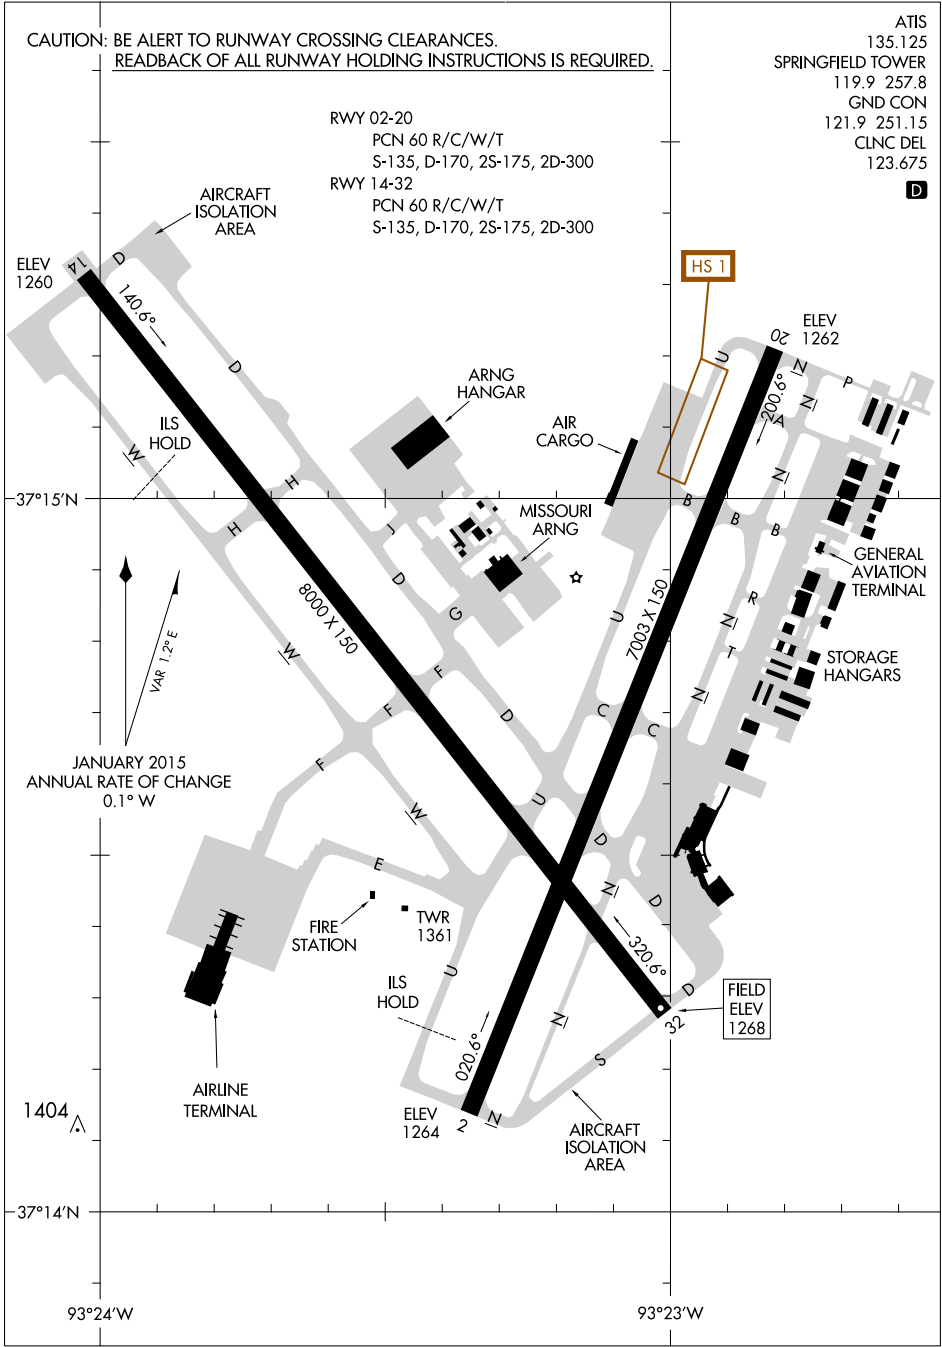 CAUTION: BE ALERT TO RUNWAY CROSSING CLEARANCES.
READBACK OF ALL RUNWAY HOLDING INSTRUCTIONS IS REQUIRED.
ATIS
135.125
SPRINGFIELD TOWER
119.9 257.8
GND CON
121.9 251.15
CLNC DEL
123.675
D
RWY 02-20
PCN 60 R/C/W/T
S-135, D-170, 2S-175, 2D-300
RWY 14-32
PCN 60 R/C/W/T
S-135, D-170, 2S-175, 2D-300
AIRCRAFT
ISOLATION
AREA
ELEV
1260
14
D
140.6°
HS 1
ELEV
1262
20
U
N
P
D
ARNG
HANGAR
200.6°
N
A
ILS
HOLD
AIR
CARGO
W
N
H
37°15'N
B
B
B
MISSOURI
ARNG
H
J
GENERAL
AVIATION
TERMINAL
D
8000 X 150
7003 X 150
R
G
U
N
T
VAR 1.2° E
W
STORAGE
HANGARS
F
N
F
D
C
C
JANUARY 2015
ANNUAL RATE OF CHANGE
0.1° W
F
U
W
D
E
N
D
FIRE
STATION
TWR
1361
320.6°
U
ILS
HOLD
D
FIELD
ELEV
1268
N
32
020.6°
S
AIRLINE
TERMINAL
1404
ELEV
1264
2
N
AIRCRAFT
ISOLATION
AREA
37°14'N
93°24'W
93°23'W